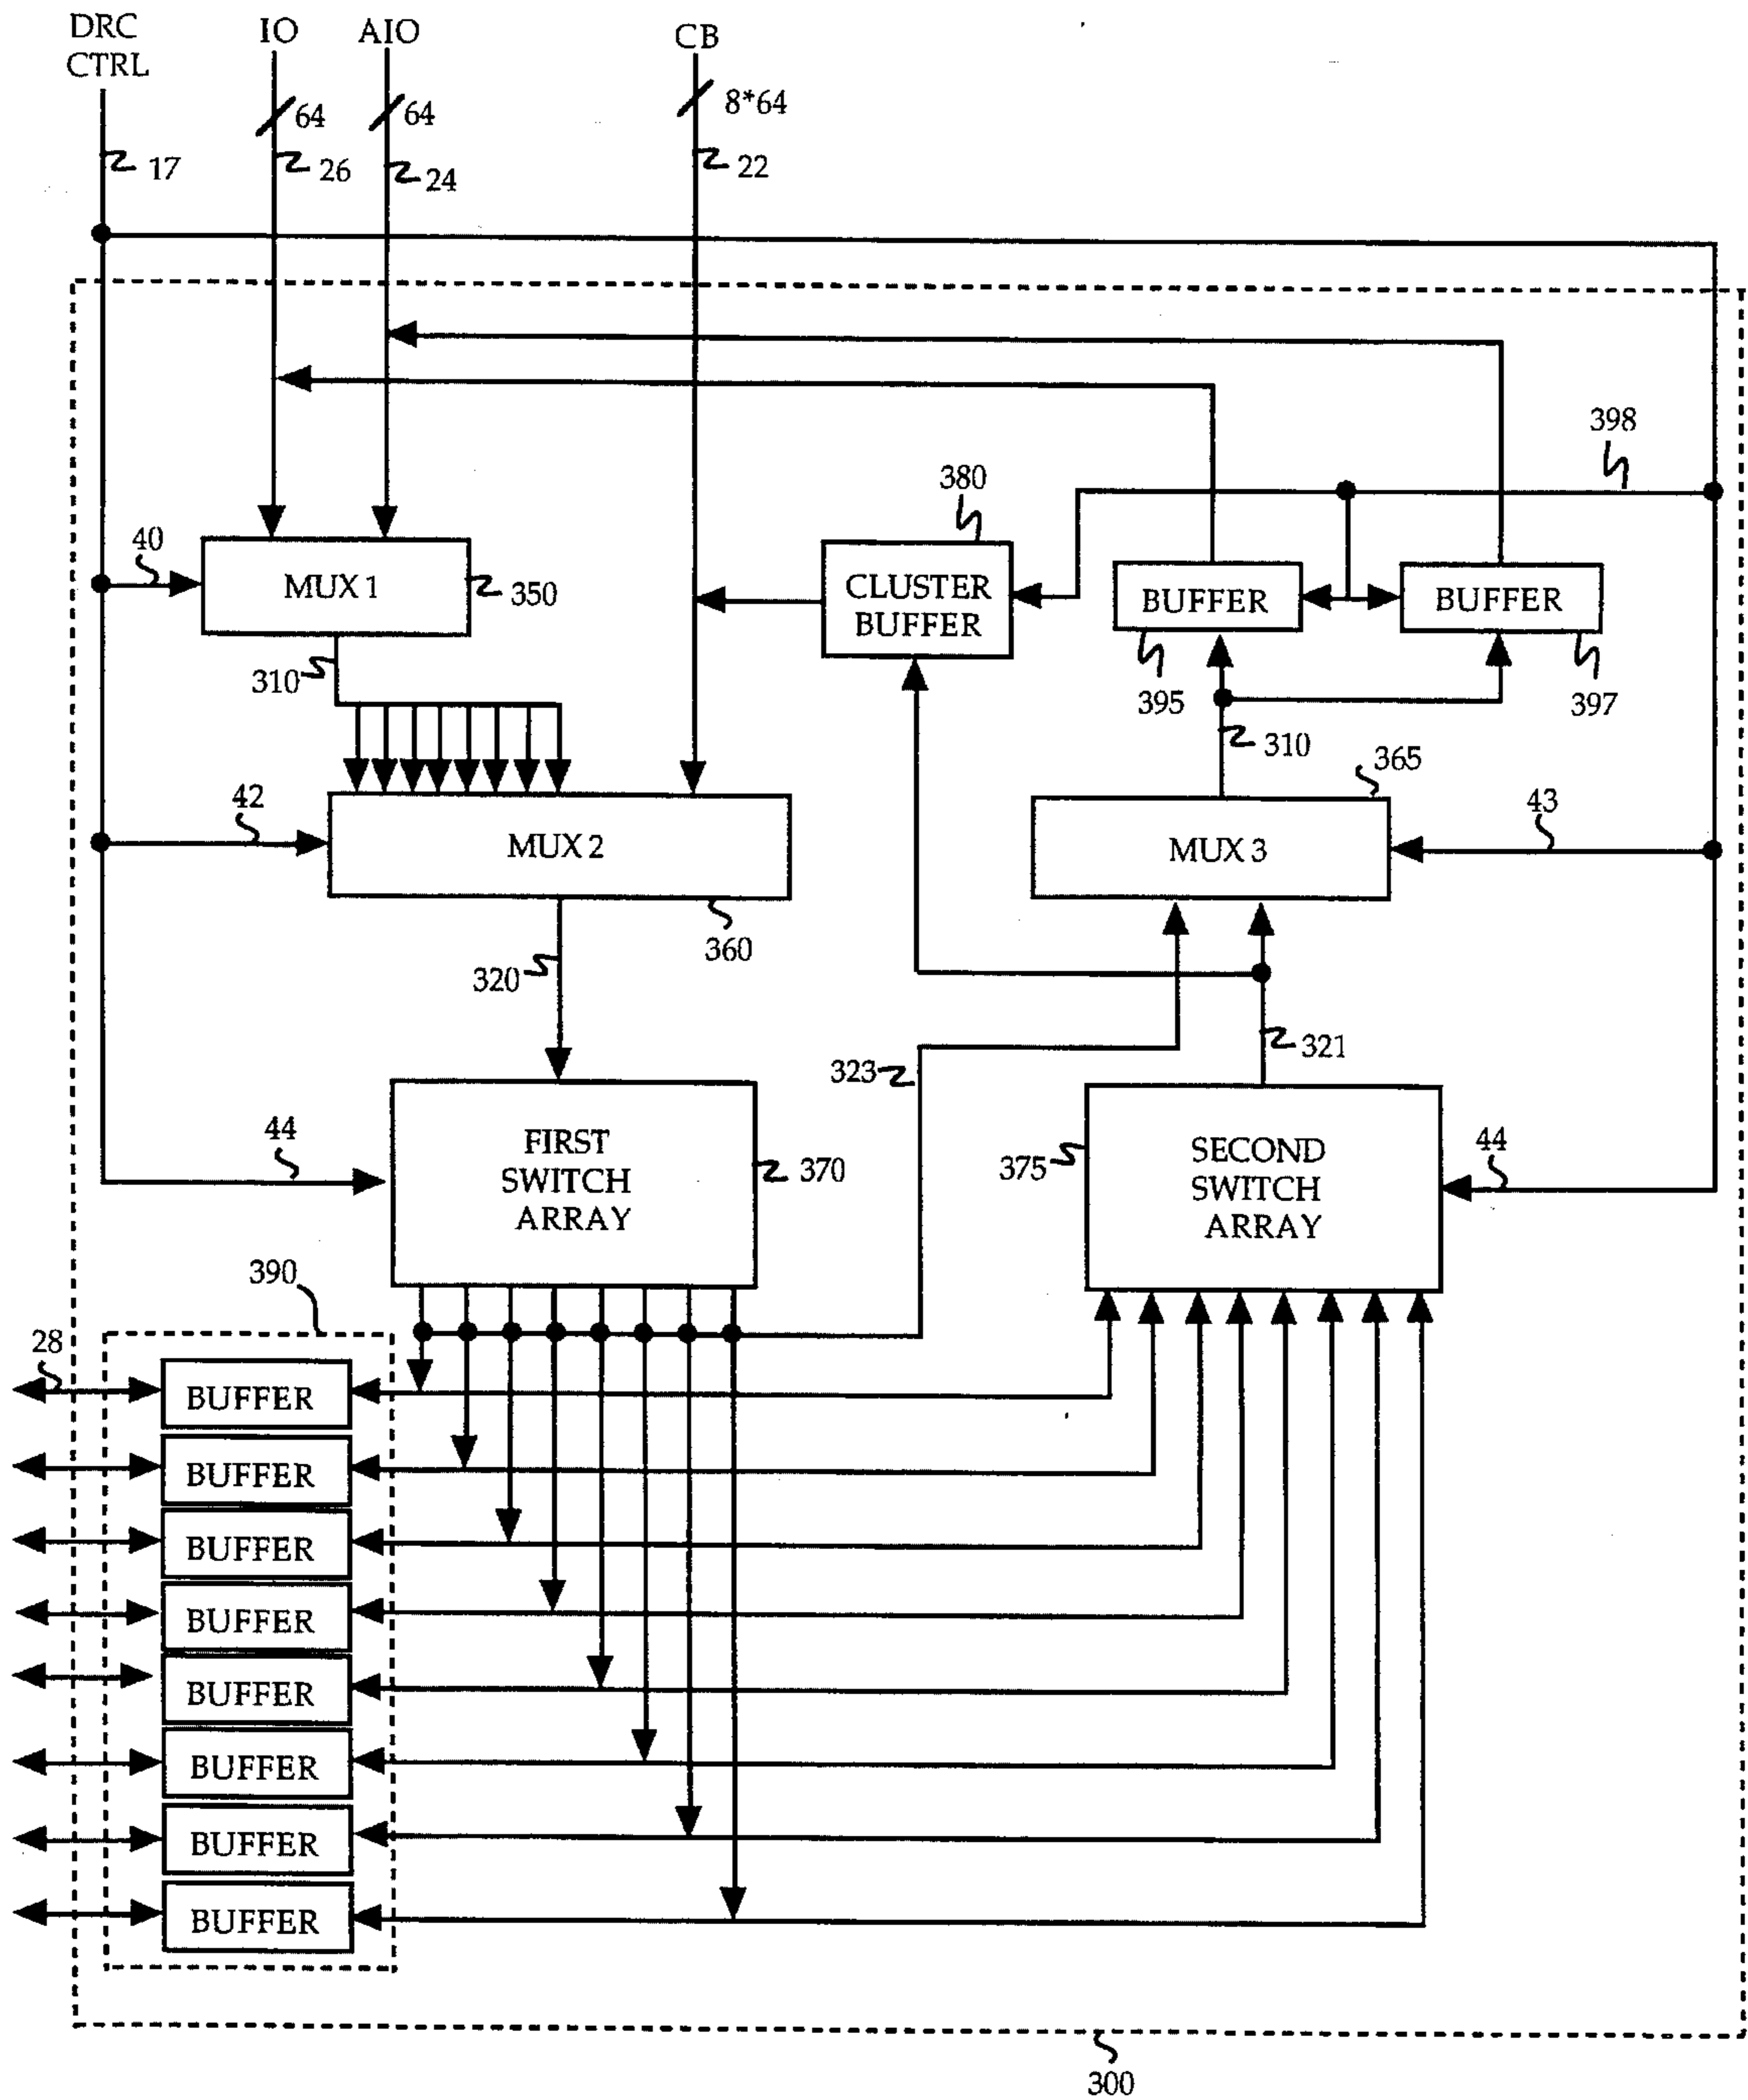 DRC
CTRL
IO
AIO
CB
64
64
8*64
17
26
24
22
398
380
40
MUX 1
350
CLUSTER
BUFFER
BUFFER
BUFFER
310
395
397
310
365
42
43
MUX 2
MUX 3
360
320
321
323
44
FIRST
SWITCH
ARRAY
370
375
SECOND
SWITCH
ARRAY
44
390
28
BUFFER
BUFFER
BUFFER
BUFFER
BUFFER
BUFFER
BUFFER
BUFFER
300